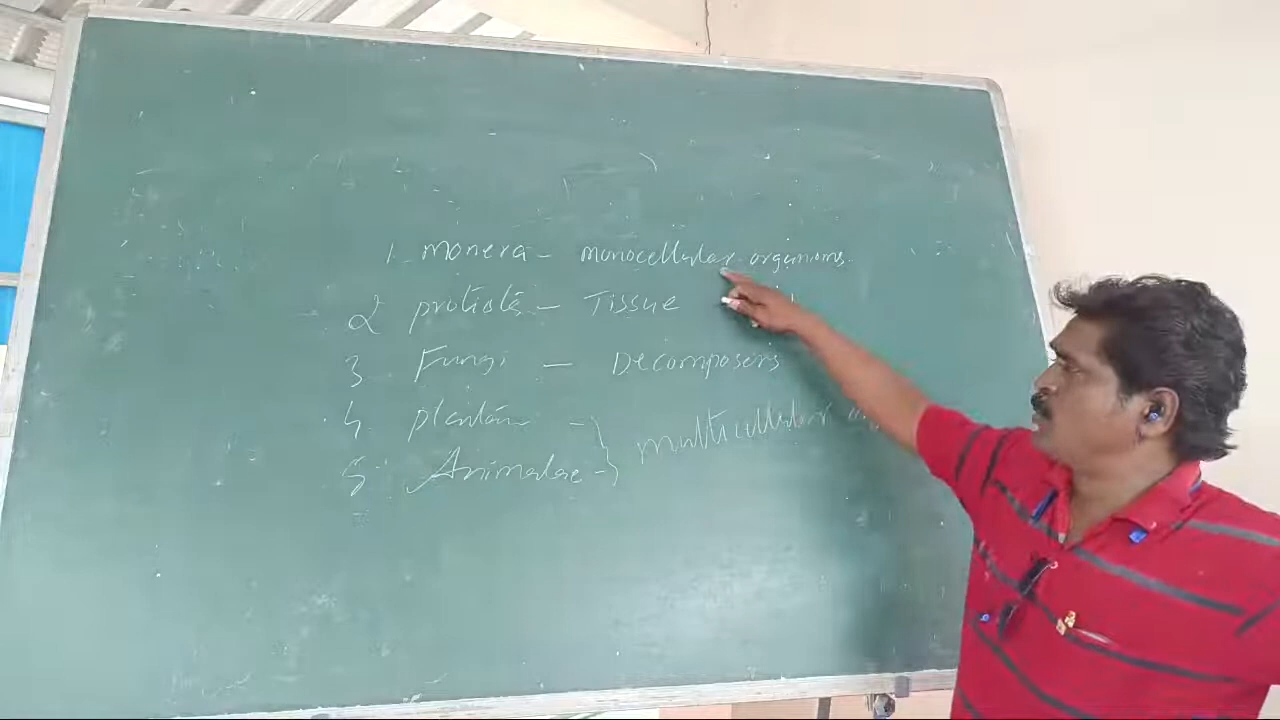 1 Monera - monocellular organisms.
2 protista - Tissue
3 Fungi - Decomposers
4 plantae -
5 Animalae - } multicellular